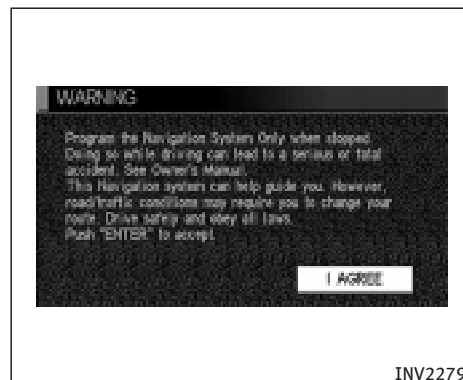 WARNING
Program the Navigation System Only when stopped.
Doing so while driving can lead to a serious or fatal
accident. See Owner's Manual.
This Navigation system can help guide you. However,
road/traffic conditions may require you to change your
route. Drive safely and obey all laws.
Push "ENTER" to accept.
I AGREE
INV2279